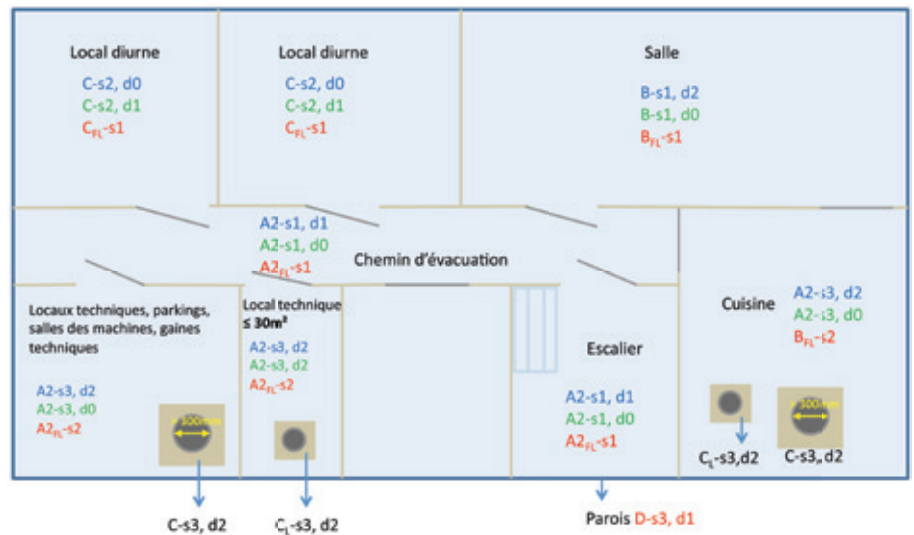 Local diurne
C-s2, d0
C-s2, d1
CFL-s1
Local diurne
C-s2, d0
C-s2, d1
CFL-s1
Salle
B-s1, d2
B-s1, d0
BFL-s1
A2-s1, d1
A2-s1, d0
A2FL-s1
Chemin d'évacuation
Locaux techniques, parkings,
salles des machines, gaines
techniques
A2-s3, d2
A2-s3, d0
A2FL-s2
Local technique
≤ 30m²
A2-s3, d2
A2-s3, d2
A2FL-s2
Escalier
A2-s1, d1
A2-s1, d0
A2FL-s1
Cuisine
A2-s3, d2
A2-s3, d0
BFL-s2
300mm
300mm
CL-s3,d2
C-s3,d2
C-s3, d2
CL-s3, d2
Parois D-s3, d1